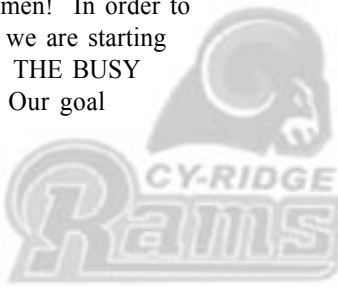 men! In order to
we are starting
THE BUSY
Our goal
CY-RIDGE
Rams